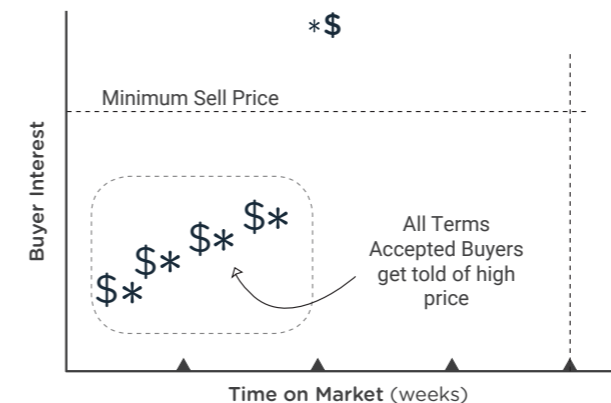 *$
Minimum Sell Price
$*
$*
$*
$*
All Terms
Accepted Buyers
get told of high
price
Buyer Interest
Time on Market (weeks)